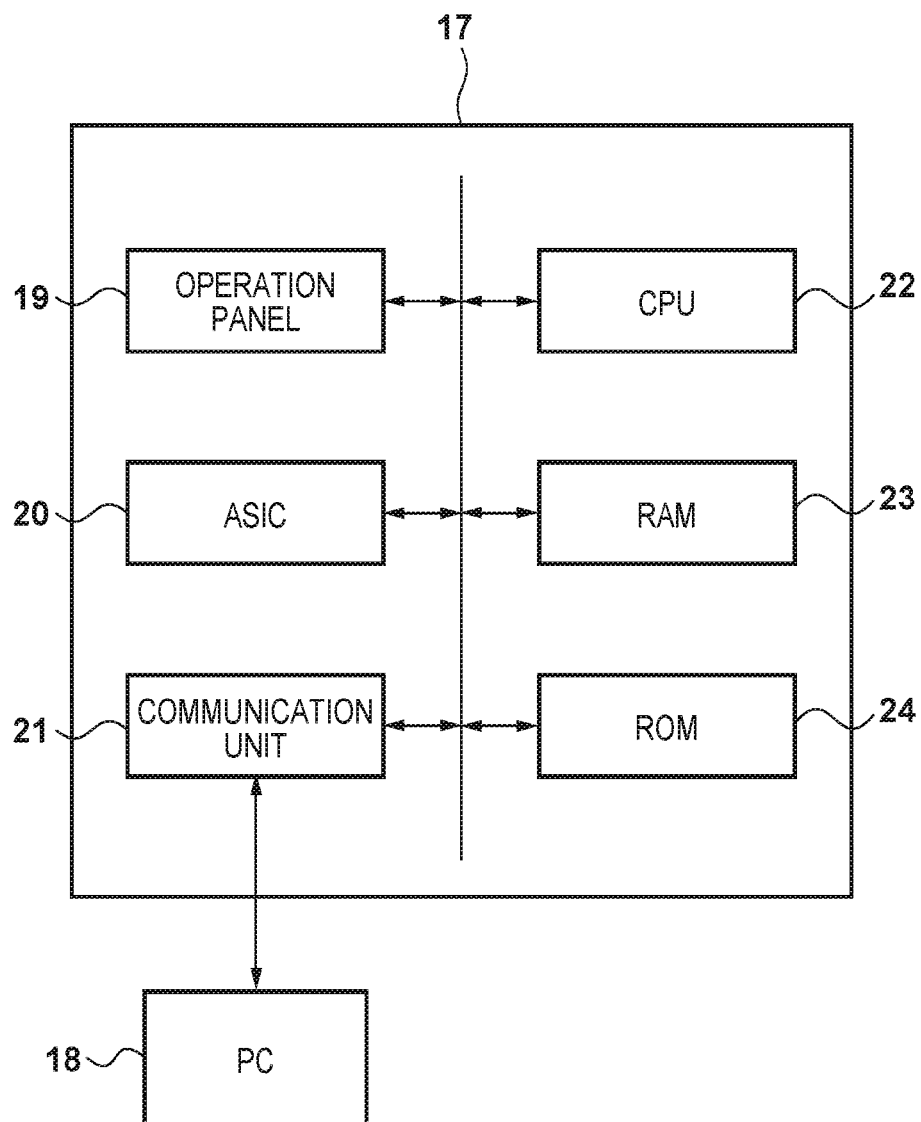 17
19
OPERATION
PANEL
CPU
22
20
ASIC
RAM
23
21
COMMUNICATION
UNIT
ROM
24
18
PC